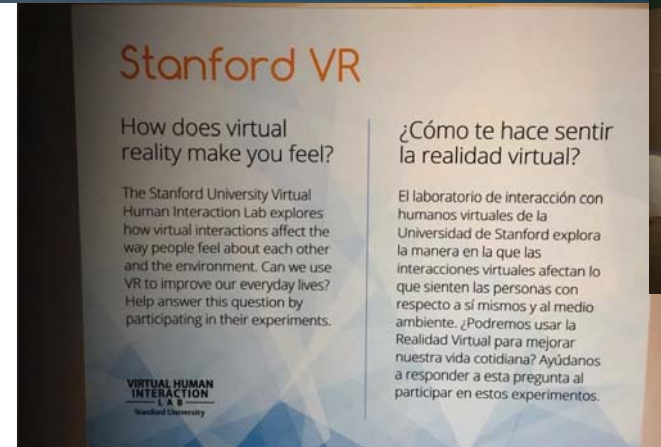 Stanford VR
How does virtual
reality make you feel?
The Stanford University Virtual
Human Interaction Lab explores
how virtual interactions affect the
way people feel about each other
and the environment. Can we use
VR to improve our everyday lives?
Help answer this question by
participating in their experiments.
VIRTUAL HUMAN
INTERACTION
LAB
Stanford University
¿Cómo te hace sentir
la realidad virtual?
El laboratorio de interacción con
humanos virtuales de la
Universidad de Stanford explora
la manera en la que las
interacciones virtuales afectan lo
que sienten las personas con
respecto a sí mismos y al medio
ambiente. ¿Podremos usar la
Realidad Virtual para mejorar
nuestra vida cotidiana? Ayúdanos
a responder a esta pregunta al
participar en estos experimentos.